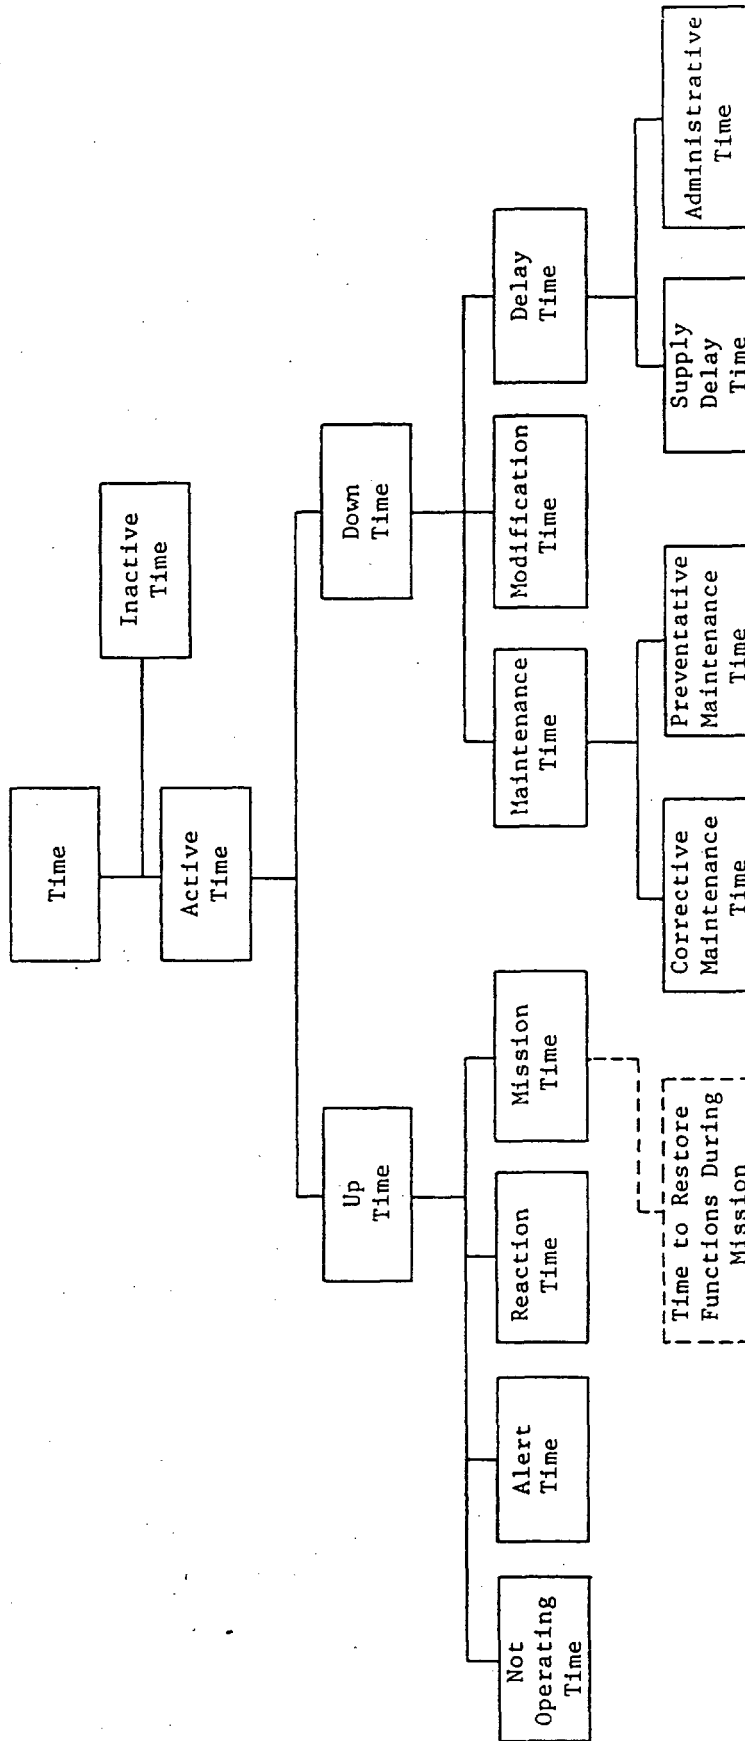 Time
Inactive
Time
Active
Time
Up
Time
Down
Time
Not
Operating
Time
Alert
Time
Reaction
Time
Mission
Time
Maintenance
Time
Modification
Time
Delay
Time
Time to Restore
Functions During
Mission
Corrective
Maintenance
Time
Preventative
Maintenance
Time
Supply
Delay
Time
Administrative
Time